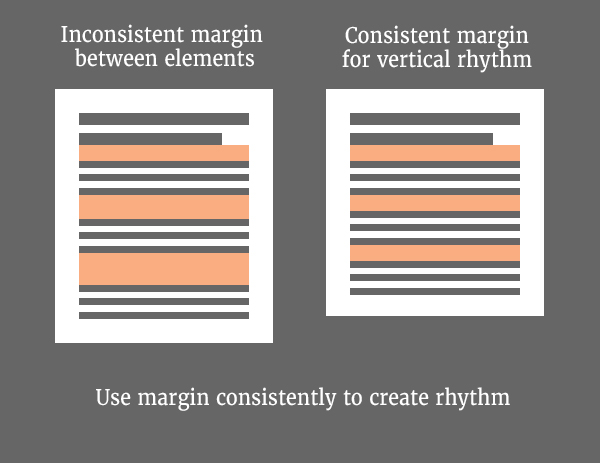 Inconsistent margin
between elements
Consistent margin
for vertical rhythm
Use margin consistently to create rhythm